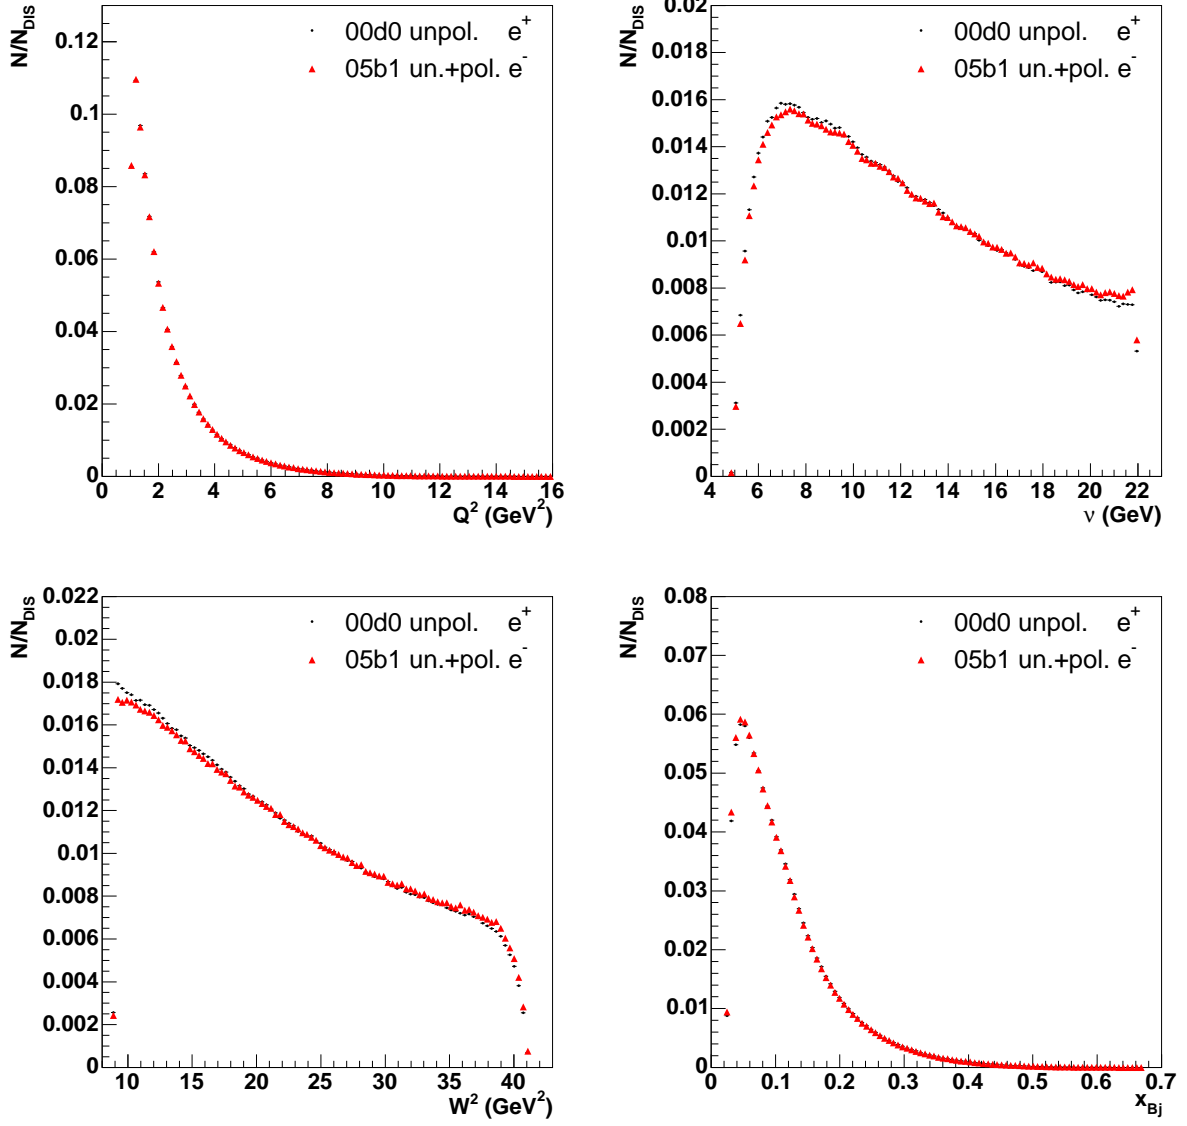 N/N_DIS
0.12
0.1
0.08
0.06
0.04
0.02
0
00d0 unpol. e^+
05b1 un.+pol. e^-
0 2 4 6 8 10 12 14 16
Q^2 (GeV^2)
N/N_DIS
0.02
0.018
0.016
0.014
0.012
0.01
0.008
0.006
0.004
0.002
0
00d0 unpol. e^+
05b1 un.+pol. e^-
4 6 8 10 12 14 16 18 20 22
ν (GeV)
N/N_DIS
0.022
0.02
0.018
0.016
0.014
0.012
0.01
0.008
0.006
0.004
0.002
0
00d0 unpol. e^+
05b1 un.+pol. e^-
10 15 20 25 30 35 40
W^2 (GeV^2)
N/N_DIS
0.08
0.07
0.06
0.05
0.04
0.03
0.02
0.01
0
00d0 unpol. e^+
05b1 un.+pol. e^-
0 0.1 0.2 0.3 0.4 0.5 0.6 0.7
x_Bj